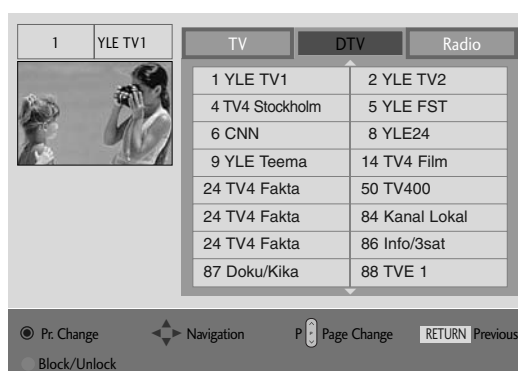 1 YLE TV1
TV DTV Radio
1 YLE TV1 2 YLE TV2
4 TV4 Stockholm 5 YLE FST
6 CNN 8 YLE24
9 YLE Teema 14 TV4 Film
24 TV4 Fakta 50 TV400
24 TV4 Fakta 84 Kanal Lokal
24 TV4 Fakta 86 Info/3sat
87 Doku/Kika 88 TVE 1
Pr. Change Navigation P Page Change RETURN Previous
Block/Unlock